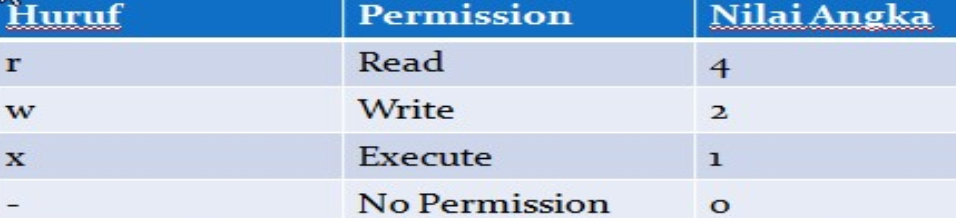 Huruf Permission Nilai Angka
r Read 4
w Write 2
x Execute 1
- No Permission 0